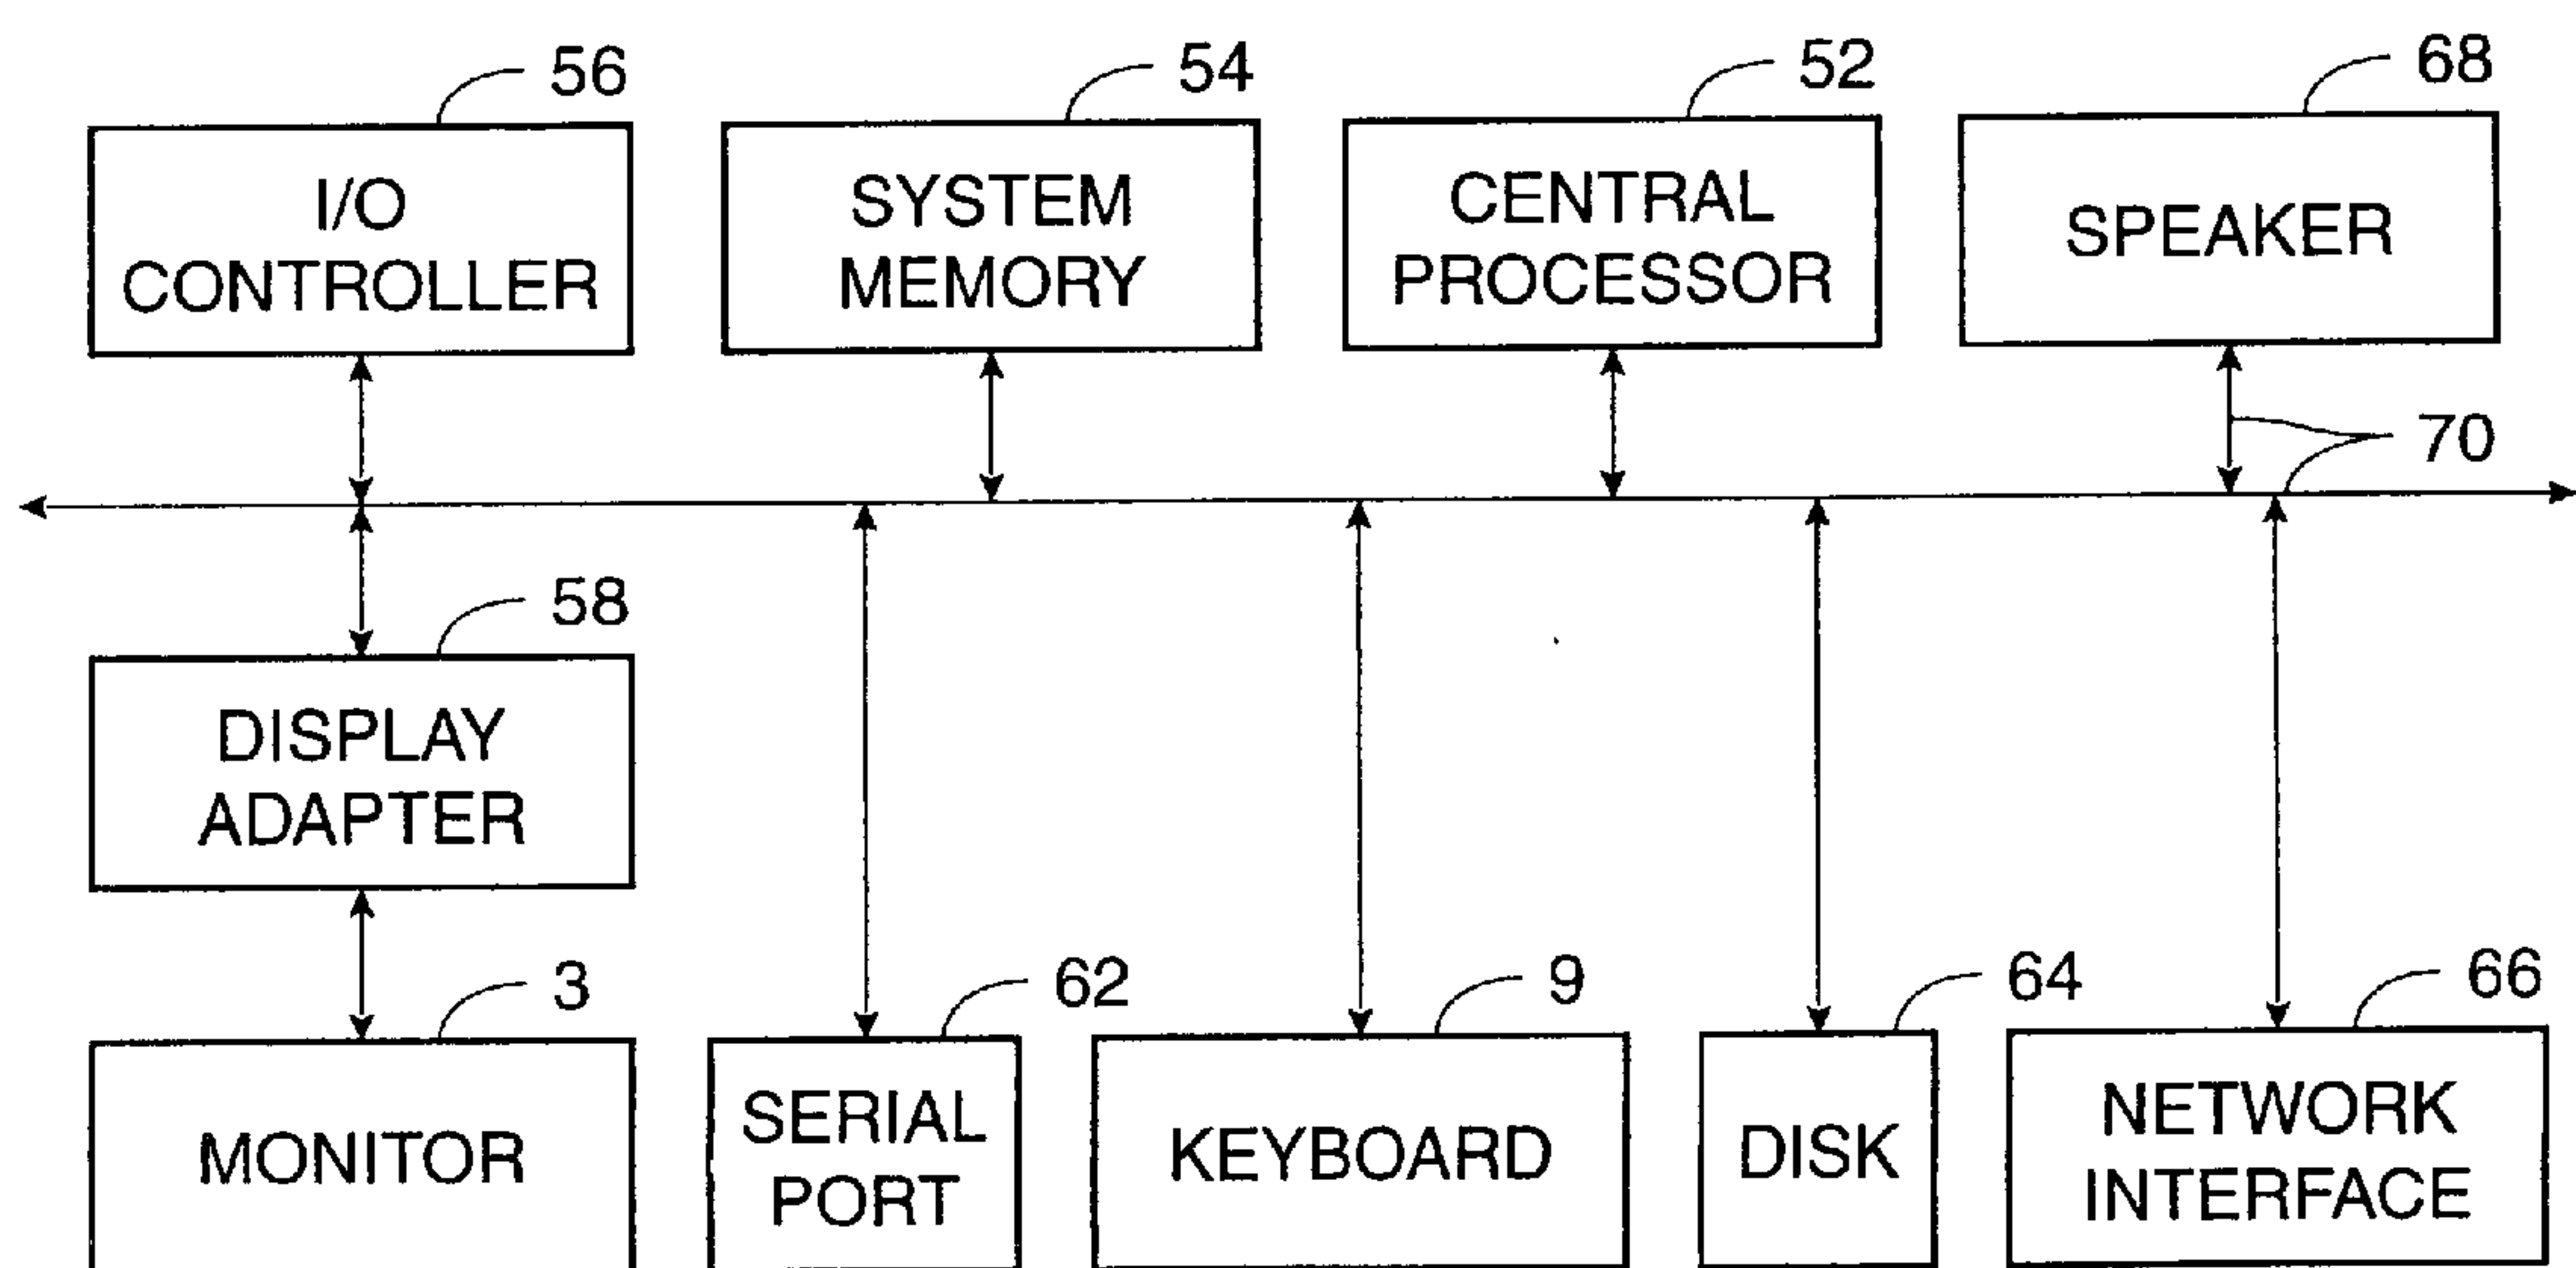 56
54
52
68
I/O
CONTROLLER
SYSTEM
MEMORY
CENTRAL
PROCESSOR
SPEAKER
70
58
DISPLAY
ADAPTER
3
62
9
64
66
MONITOR
SERIAL
PORT
KEYBOARD
DISK
NETWORK
INTERFACE